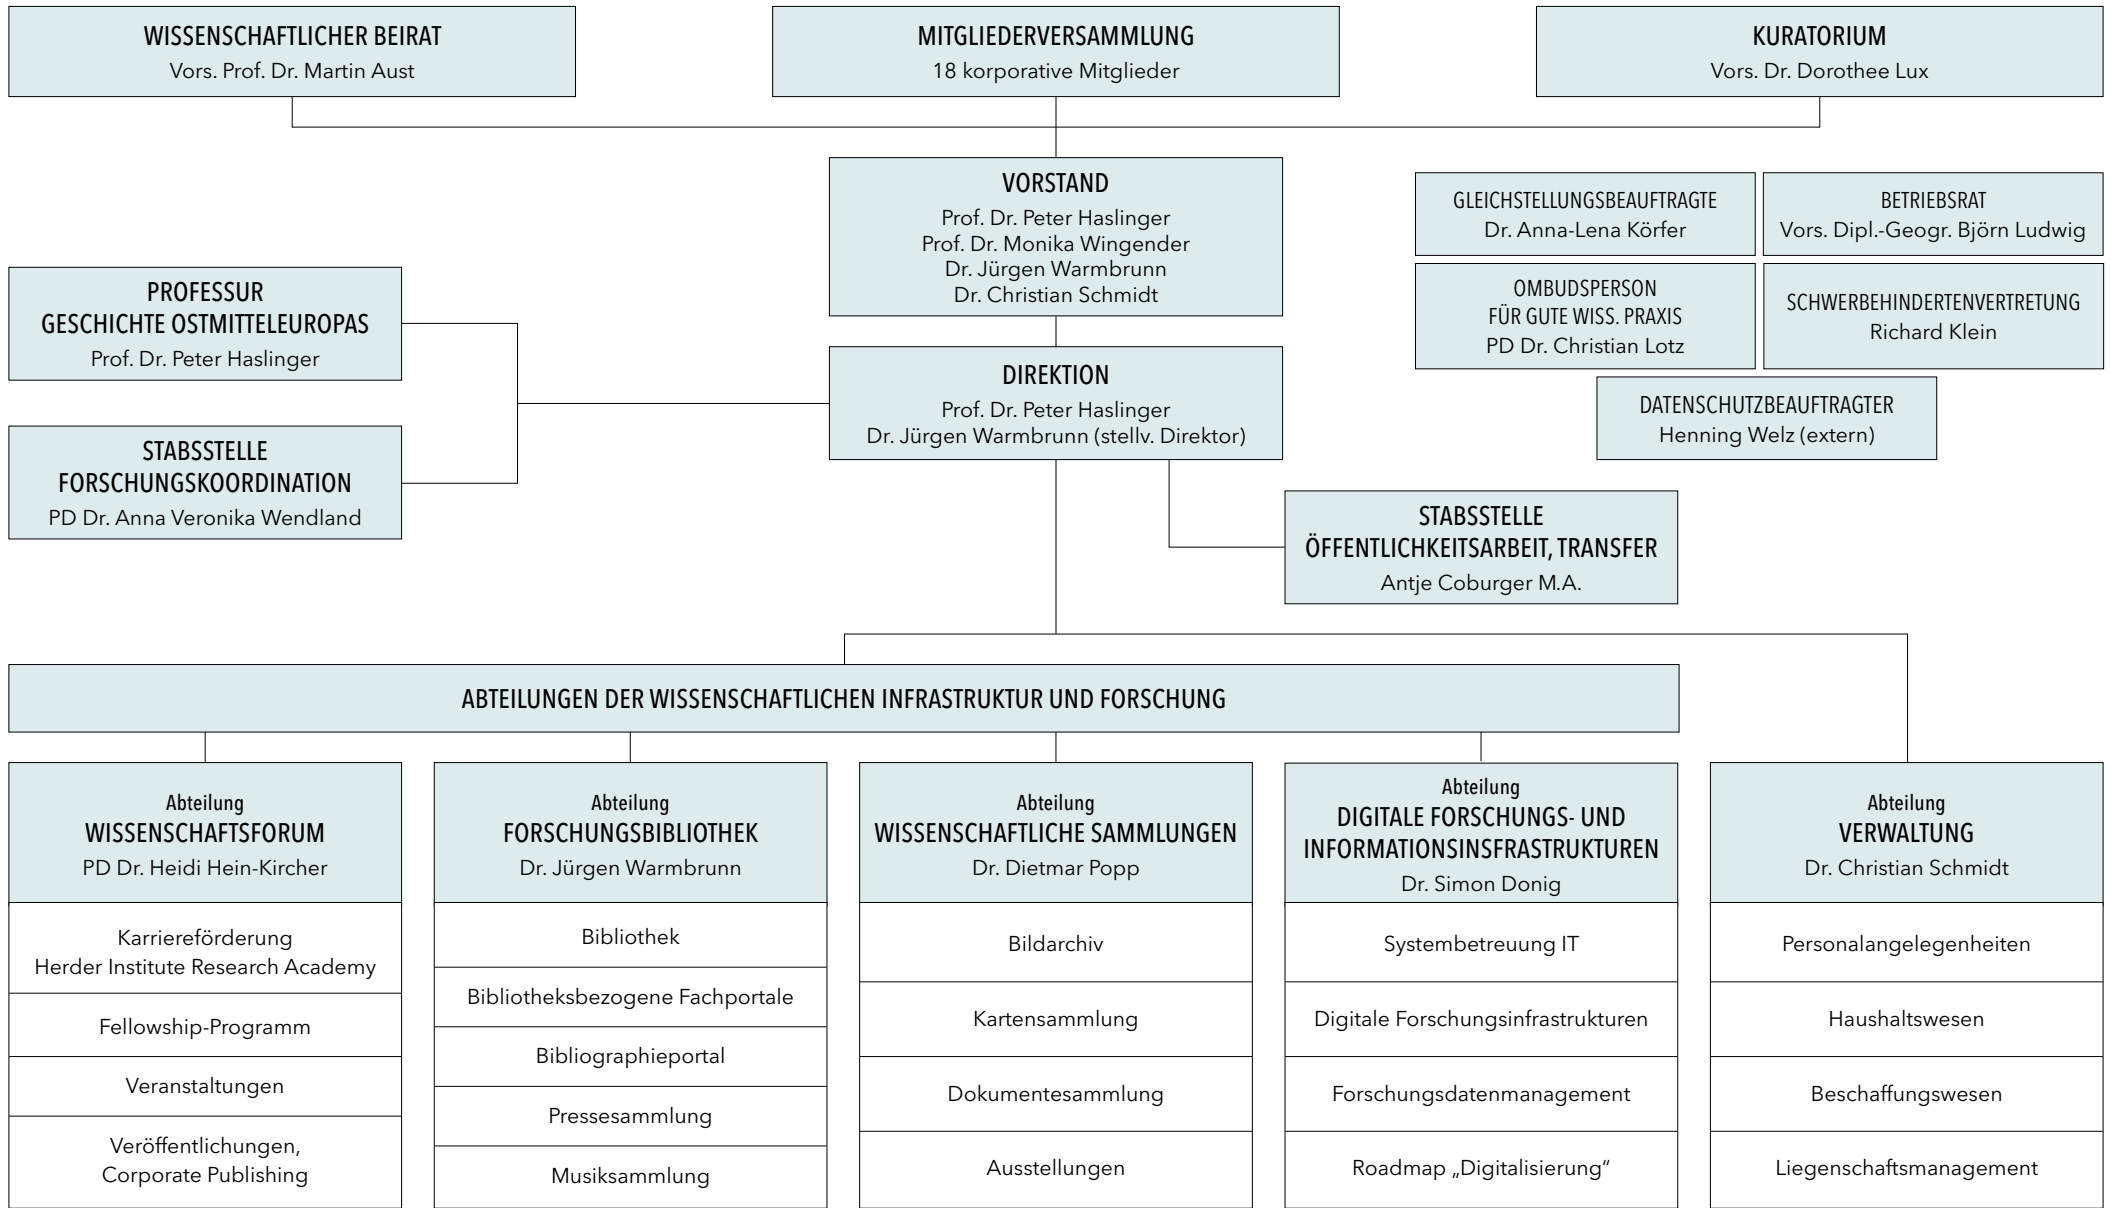 WISSENSCHAFTLICHER BEIRAT
Vors. Prof. Dr. Martin Aust
MITGLIEDERVERSAMMLUNG
18 korporative Mitglieder
KURATORIUM
Vors. Dr. Dorothee Lux
VORSTAND
Prof. Dr. Peter Haslinger
Prof. Dr. Monika Wingender
Dr. Jürgen Warmbrunn
Dr. Christian Schmidt
GLEICHSTELLUNGSBEAUFTRAGTE
Dr. Anna-Lena Körfer
BETRIEBSRAT
Vors. Dipl.-Geogr. Björn Ludwig
OMBUDSPERSON
FÜR GUTE WISS. PRAXIS
PD Dr. Christian Lotz
SCHWERBEHINDERTENVERTRETUNG
Richard Klein
DATENSCHUTZBEAUFTRAGTER
Henning Welz (extern)
PROFESSUR
GESCHICHTE OSTMITTELEUROPAS
Prof. Dr. Peter Haslinger
DIREKTION
Prof. Dr. Peter Haslinger
Dr. Jürgen Warmbrunn (stellv. Direktor)
STABSSTELLE
FORSCHUNGSKOORDINATION
PD Dr. Anna Veronika Wendland
STABSSTELLE
ÖFFENTLICHKEITSARBEIT, TRANSFER
Antje Coburger M.A.
ABTEILUNGEN DER WISSENSCHAFTLICHEN INFRASTRUKTUR UND FORSCHUNG
Abteilung
WISSENSCHAFTSFORUM
PD Dr. Heidi Hein-Kircher
Karriereförderung
Herder Institute Research Academy
Fellowship-Programm
Veranstaltungen
Veröffentlichungen,
Corporate Publishing
Abteilung
FORSCHUNGSBIBLIOTHEK
Dr. Jürgen Warmbrunn
Bibliothek
Bibliotheksbezogene Fachportale
Bibliographieportal
Pressesammlung
Musiksammlung
Abteilung
WISSENSCHAFTLICHE SAMMLUNGEN
Dr. Dietmar Popp
Bildarchiv
Kartensammlung
Dokumentesammlung
Ausstellungen
Abteilung
DIGITALE FORSCHUNGS- UND
INFORMATIONSINSFRASTRUKTUREN
Dr. Simon Donig
Systembetreuung IT
Digitale Forschungsinfrastrukturen
Forschungsdatenmanagement
Roadmap „Digitalisierung“
Abteilung
VERWALTUNG
Dr. Christian Schmidt
Personalangelegenheiten
Haushaltswesen
Beschaffungswesen
Liegenschaftsmanagement